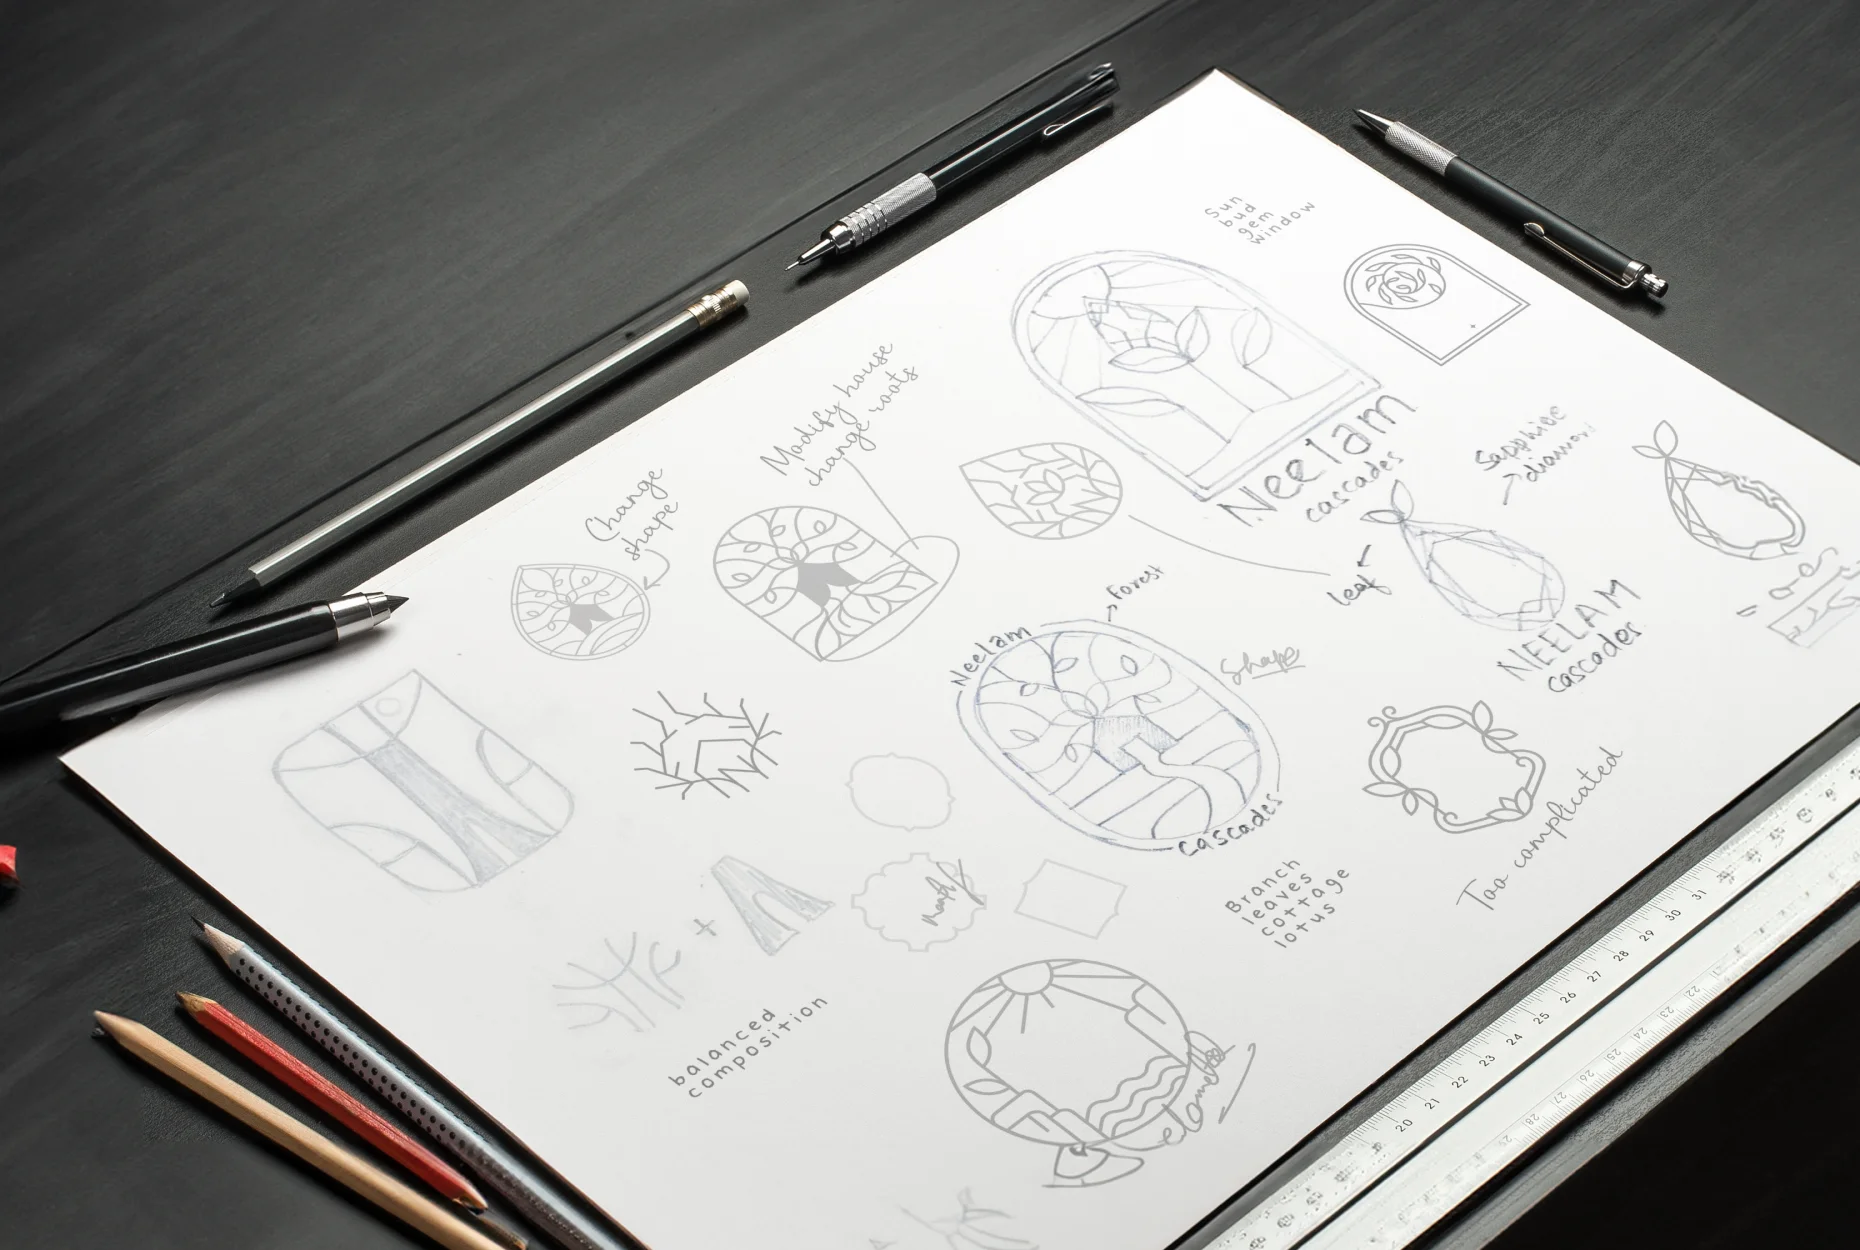 Sun
bud
gem
window
Modify house
change roots
Change
shape
Neelam
cascades
Sapphire
leaf
Forest
NEELAM
cascades
Neelam
Shape
Cascades
Too complicated
Branch
leaves
cottage
lotus
balanced
composition
elements
31
30
29
28
27
26
25
24
23
22
21
20